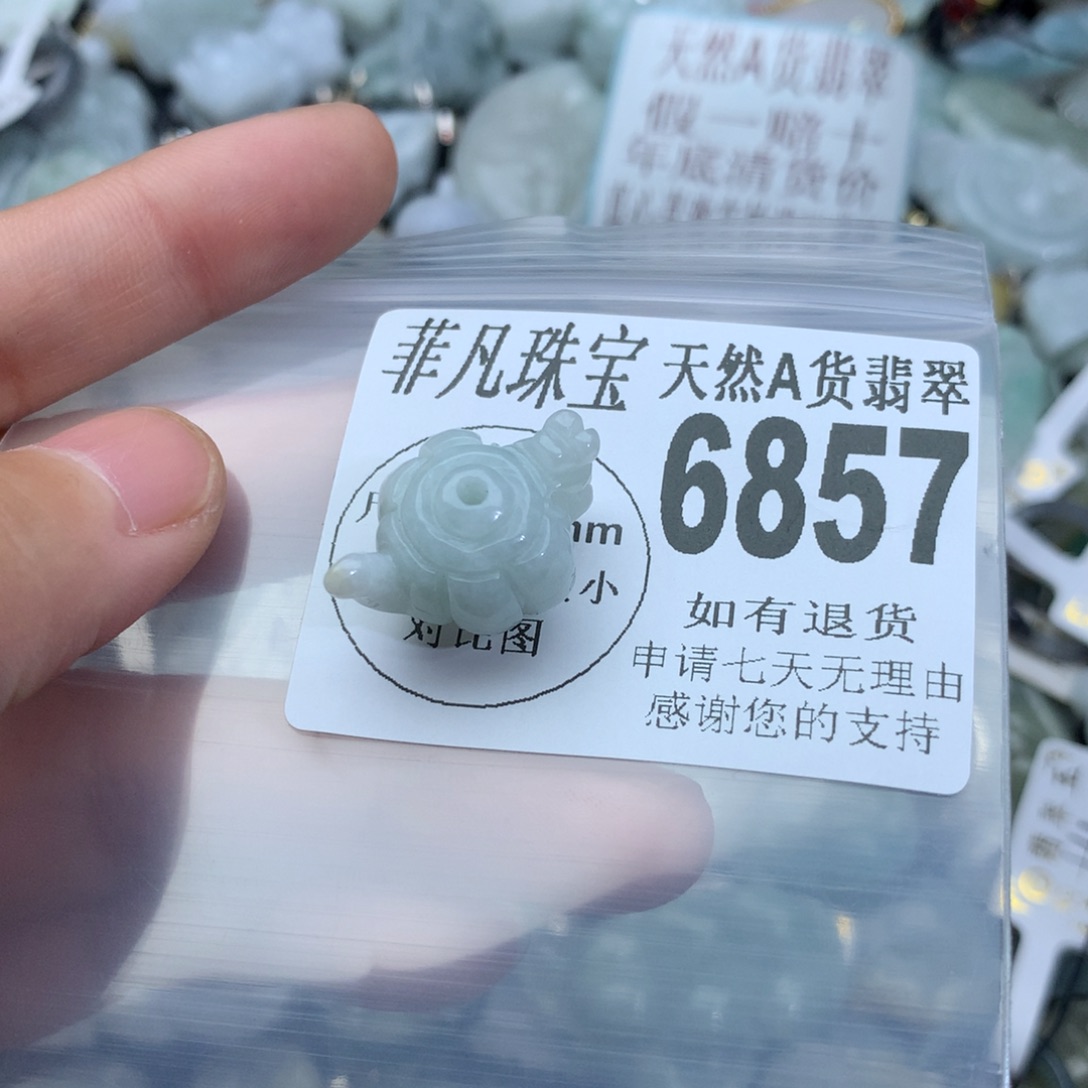 天然A货翡翠
假一赔十
年底清货价
菲凡珠宝 天然A货翡翠
6857
mm
小
对比图
如有退货
申请七天无理由
感谢您的支持